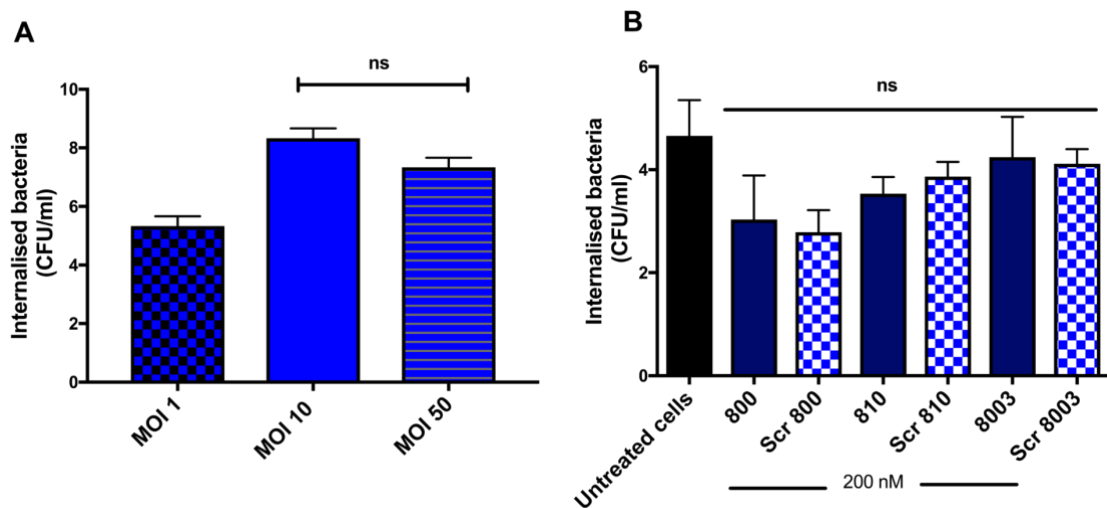 A
ns
Internalised bacteria
(CFU/ml)
10
8
6
4
2
0
MOI 1
MOI 10
MOI 50
B
ns
Internalised bacteria
(CFU/ml)
6
4
2
0
Untreated cells
800
Scr 800
810
Scr 810
8003
Scr 8003
200 nM